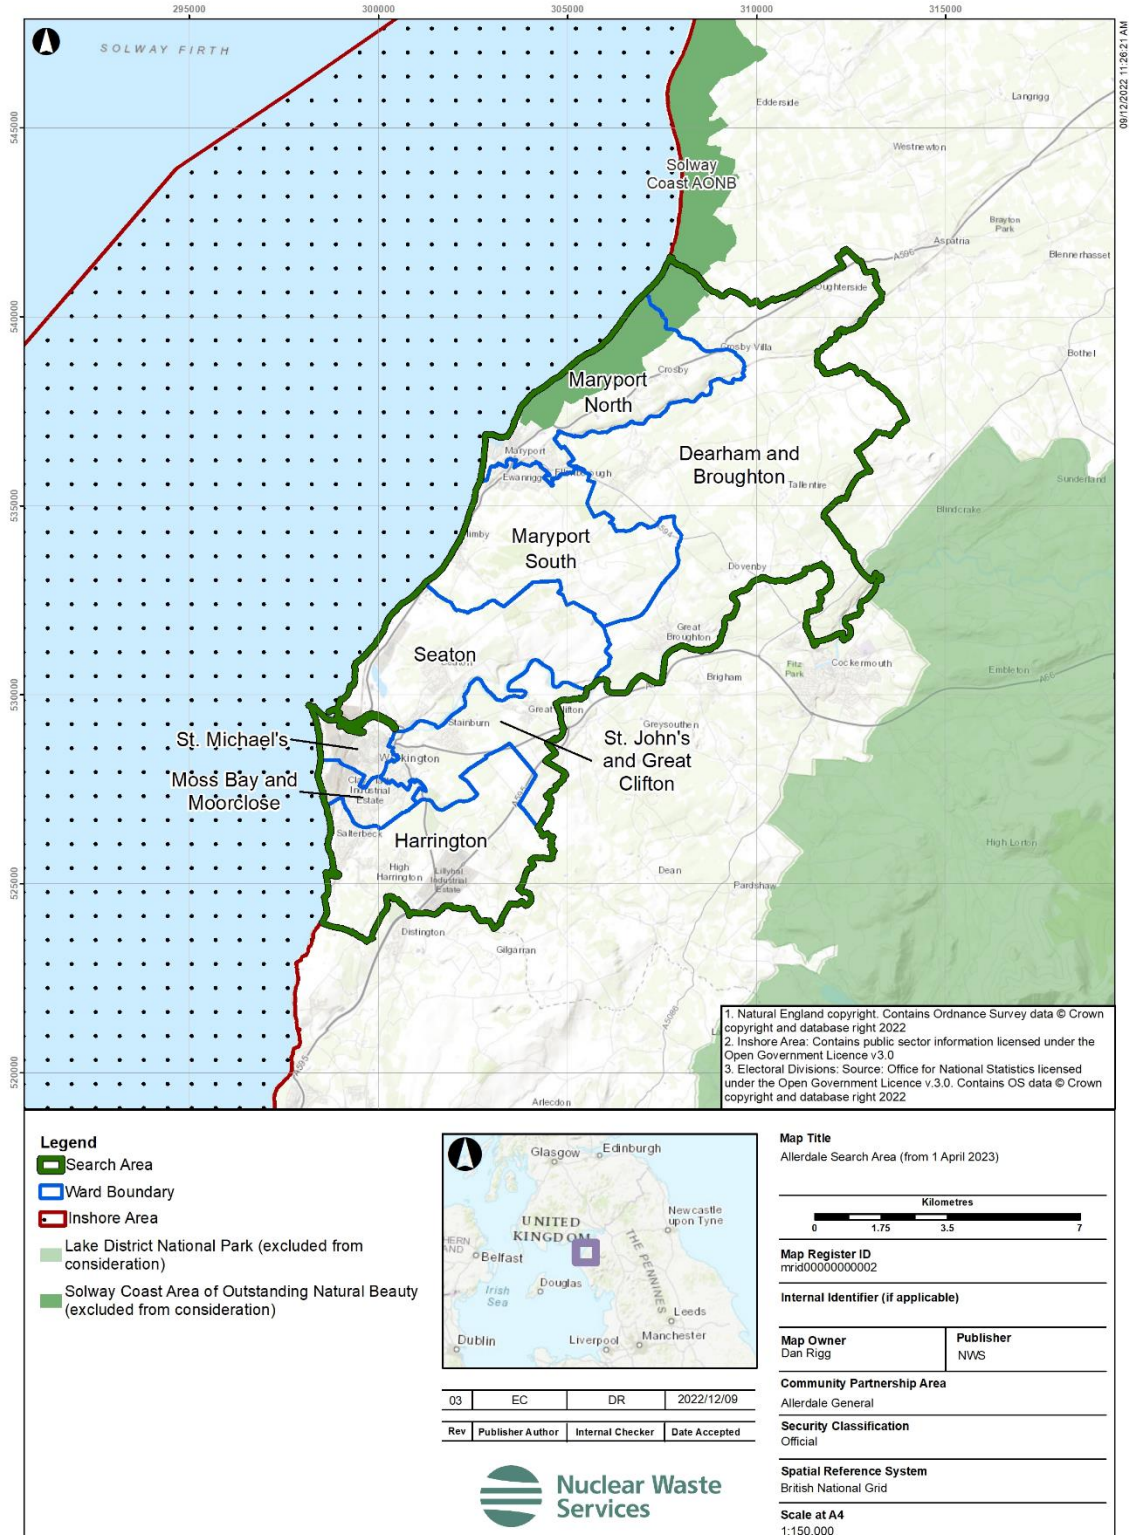 295000
300000
305000
310000
315000
09/12/2022 11:26:21 AM
SOLWAY FIRTH
Edderside
Langrigg
545000
Westnewton
Solway
Coast AONB
Brayton
Park
Aspatria
A596
Blennerhasset
Oughterside
540000
Crosby Villa
Bothel
Crosby
Maryport
North
Dearham and
Broughton
Maryport
Ewanrigg
Ellenborough
Tallentire
Sunderland
535000
Blindcrake
A594
Maryport
South
Dovenby
Great
Broughton
Seaton
Cockermouth
Fitz
Park
Embleton
Brigham
A66
530000
Great Clifton
Stainburn
Greysouthen
St. Michael's
St. John's
and Great
Clifton
Workington
Moss Bay and
Moorclose
Industrial
Estate
A595
Salterbeck
Harrington
High Lorton
High
Harrington
Lillyhall
Industrial
Estate
Dean
Pardshaw
525000
Distington
Gilgarran
A5086
520000
A595
Arlecdon
1. Natural England copyright. Contains Ordnance Survey data © Crown
copyright and database right 2022
2. Inshore Area: Contains public sector information licensed under the
Open Government Licence v3.0
3. Electoral Divisions: Source: Office for National Statistics licensed
under the Open Government Licence v.3.0. Contains OS data © Crown
copyright and database right 2022
Legend
Search Area
Ward Boundary
Inshore Area
Lake District National Park (excluded from
consideration)
Solway Coast Area of Outstanding Natural Beauty
(excluded from consideration)
Glasgow
Edinburgh
Newcastle
upon Tyne
UNITED
KINGDOM
HERN
AND
Belfast
THE PENNINES
Douglas
Irish
Sea
Leeds
Dublin
Liverpool
Manchester
03 EC DR 2022/12/09
Rev Publisher Author Internal Checker Date Accepted
Nuclear Waste
Services
Map Title
Allerdale Search Area (from 1 April 2023)
Kilometres
0 1.75 3.5 7
Map Register ID
mrid00000000002
Internal Identifier (if applicable)
Map Owner
Dan Rigg
Publisher
NWS
Community Partnership Area
Allerdale General
Security Classification
Official
Spatial Reference System
British National Grid
Scale at A4
1:150,000